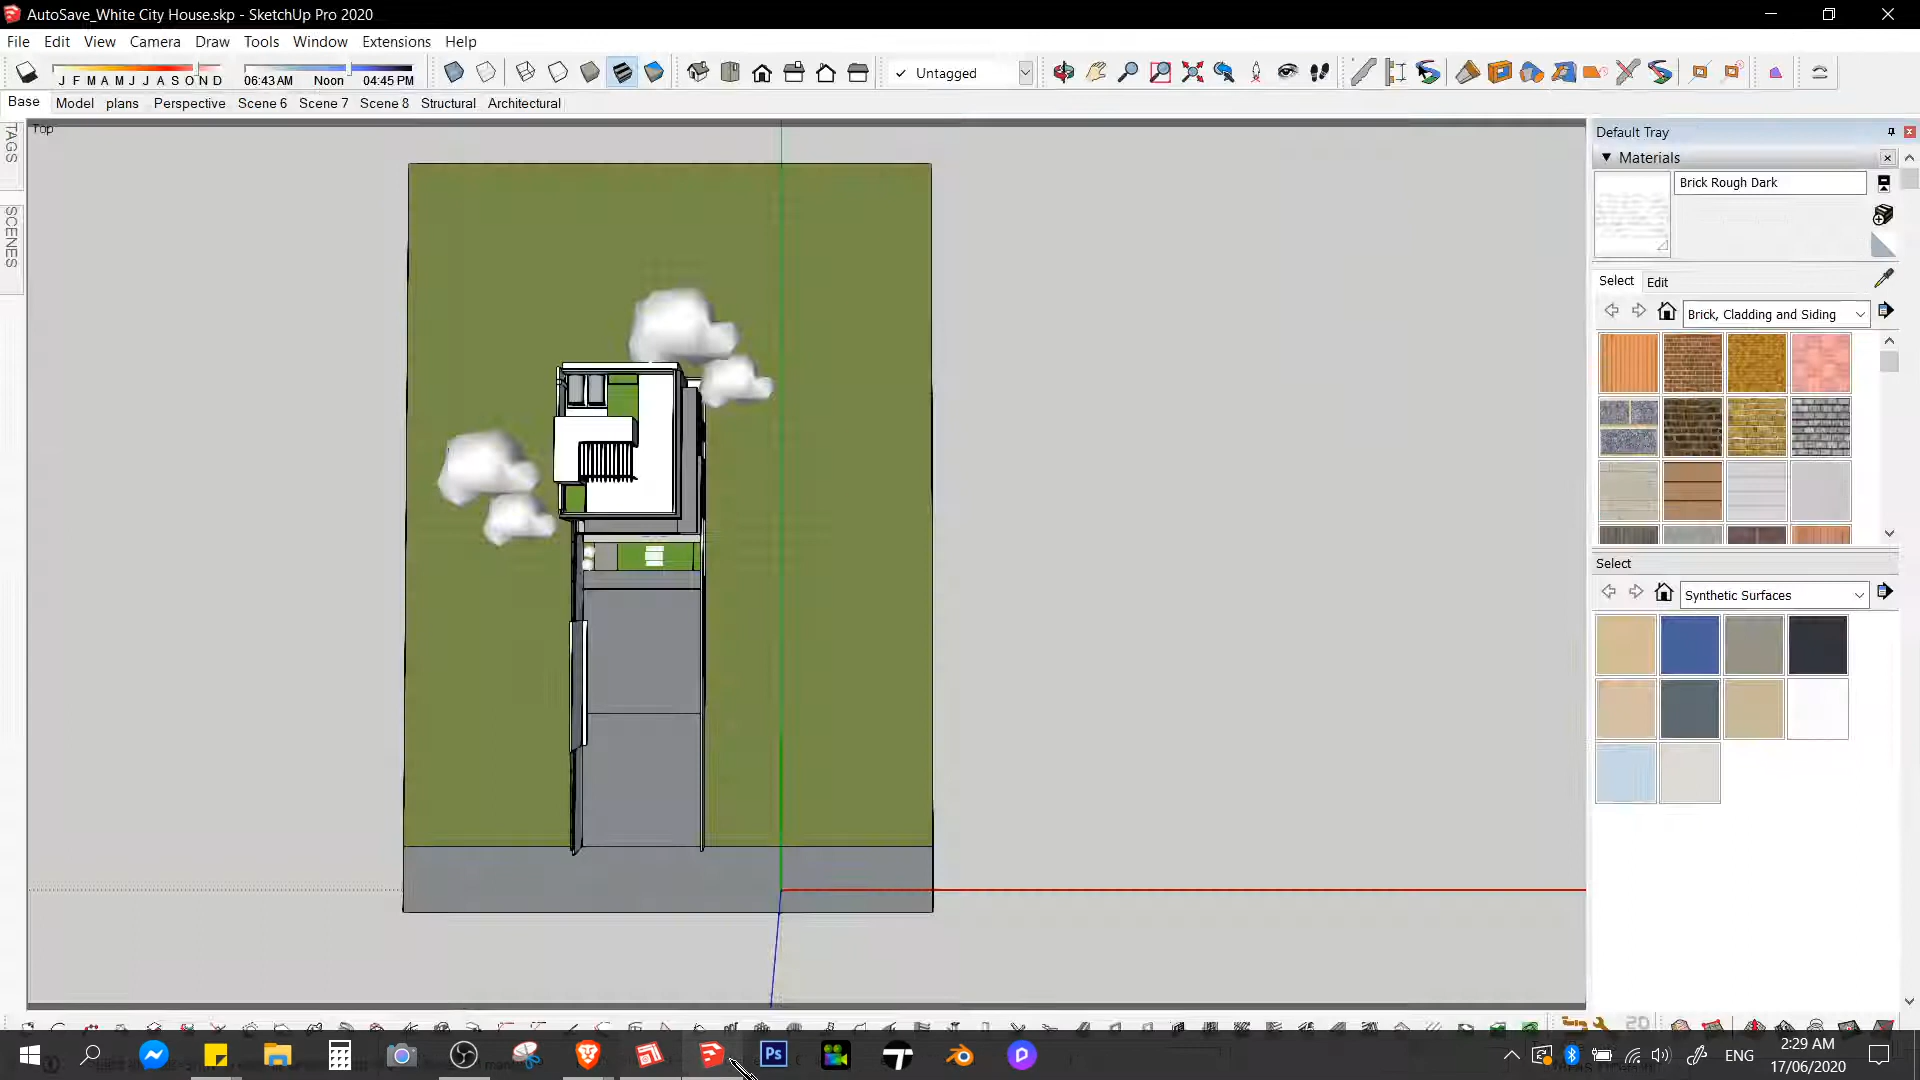 AutoSave_White City House.skp - SketchUp Pro 2020
File Edit View Camera Draw Tools Window Extensions Help
J F M A M J J A S O N D 06:43 AM Noon 04:45 PM Untagged
Base Model plans Perspective Scene 6 Scene 7 Scene 8 Structural Architectural
TAGS
SCENES
Top
Default Tray
Materials
Brick Rough Dark
Select Edit
Brick, Cladding and Siding
Select
Synthetic Surfaces
2D
Ps
ENG
2:29 AM
17/06/2020